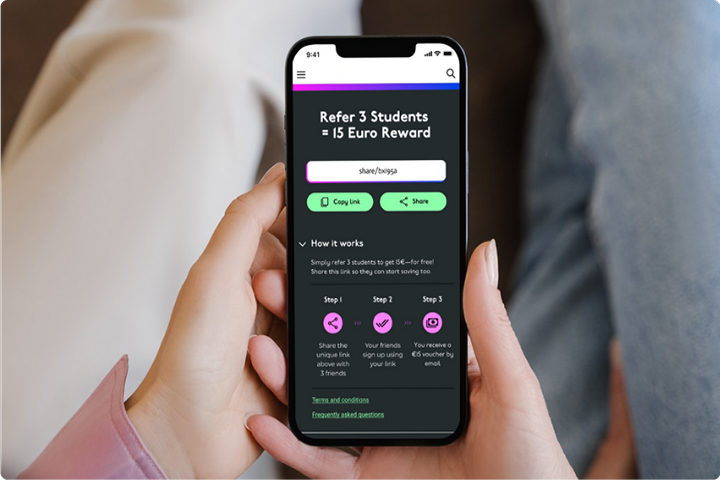 9:41
Refer 3 Students
= 15 Euro Reward
share/bxi95a
Copy link
Share
How it works
Simply refer 3 students to get 15€—for free!
Share this link so they can start saving too.
Step 1
Step 2
Step 3
Share the
unique link
above with
3 friends
Your friends
sign up using
your link
You receive a
€15 voucher by
email.
Terms and conditions
Frequently asked questions